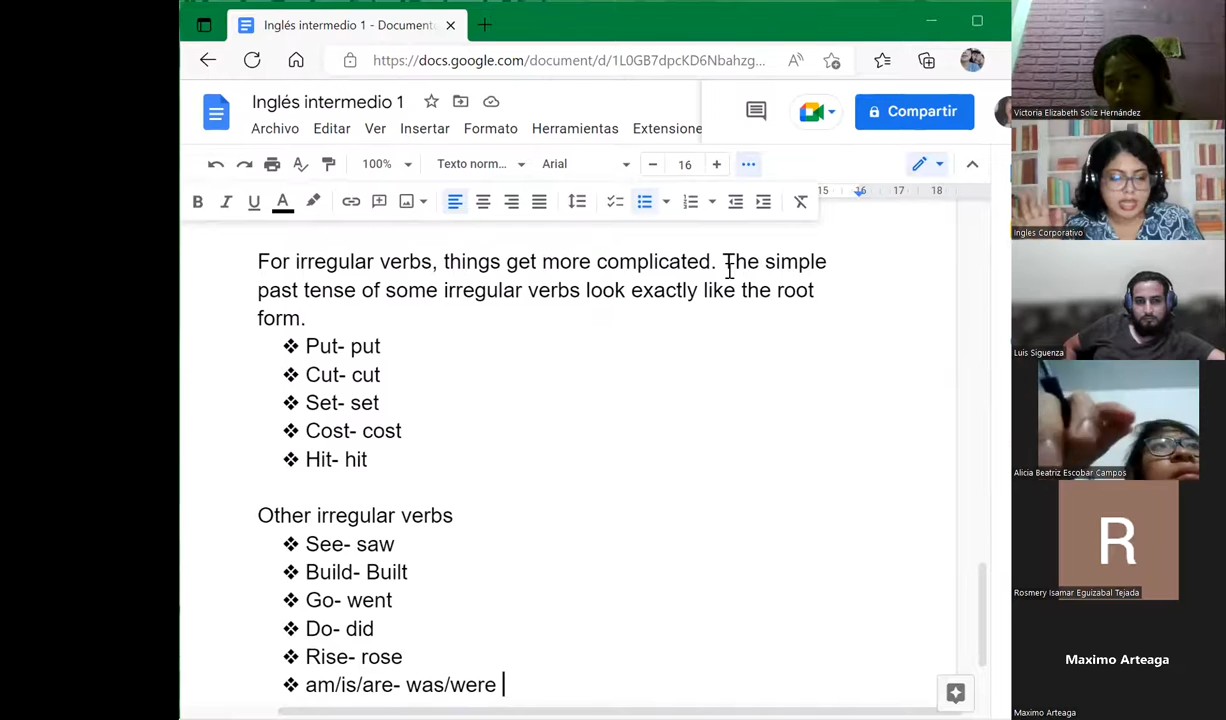 Inglés intermedio 1 - Document
https://docs.google.com/document/d/1L0GB7dpcKD6Nbahzg...
Inglés intermedio 1
Compartir
Archivo Editar Ver Insertar Formato Herramientas Extensione
100% Texto norm... Arial 16
15 16 17 18
For irregular verbs, things get more complicated. The simple
past tense of some irregular verbs look exactly like the root
form.
❖ Put- put
❖ Cut- cut
❖ Set- set
❖ Cost- cost
❖ Hit- hit
Other irregular verbs
❖ See- saw
❖ Build- Built
❖ Go- went
❖ Do- did
❖ Rise- rose
❖ am/is/are- was/were
Victoria Elizabeth Soliz Hernández
Ingles Corporativo
Luis Siguenza
Alicia Beatriz Escobar Campos
R
Rosmery Isamar Eguizabal Tejada
Maximo Arteaga
Maximo Arteaga